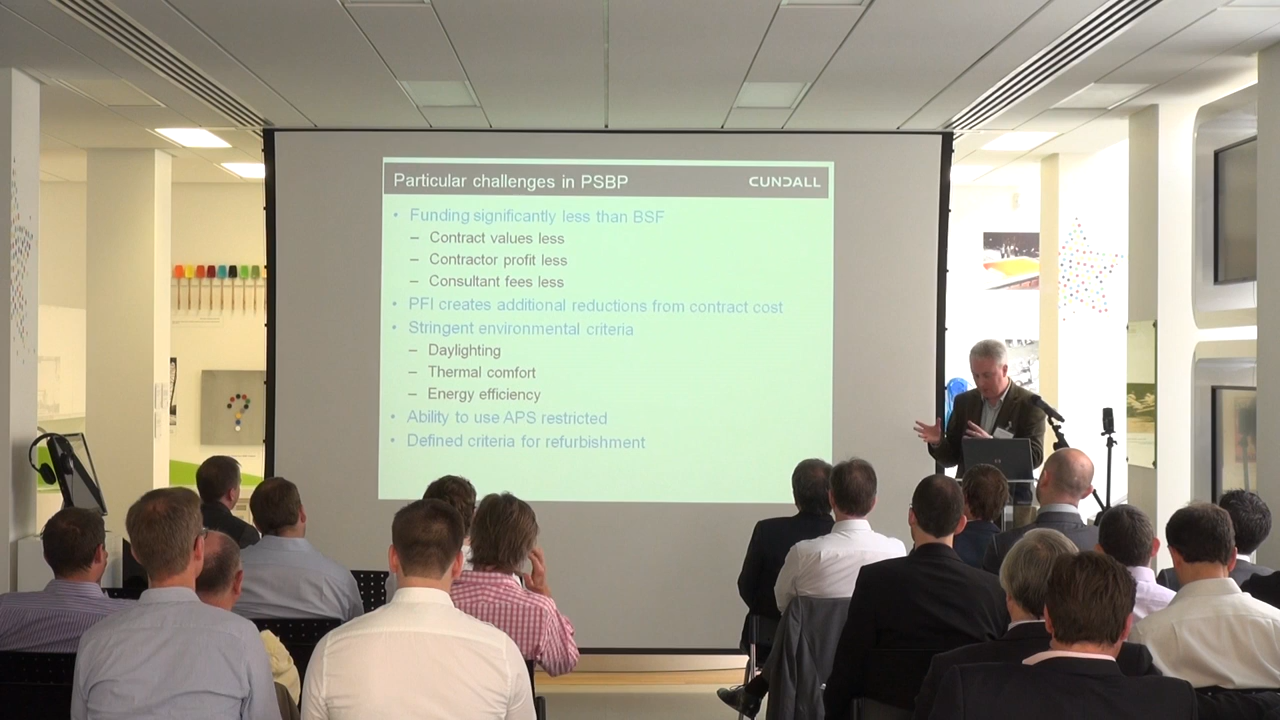 Particular challenges in PSBP
CUNDALL
• Funding significantly less than BSF
– Contract values less
– Contractor profit less
– Consultant fees less
• PFI creates additional reductions from contract cost
• Stringent environmental criteria
– Daylighting
– Thermal comfort
– Energy efficiency
• Ability to use APS restricted
• Defined criteria for refurbishment